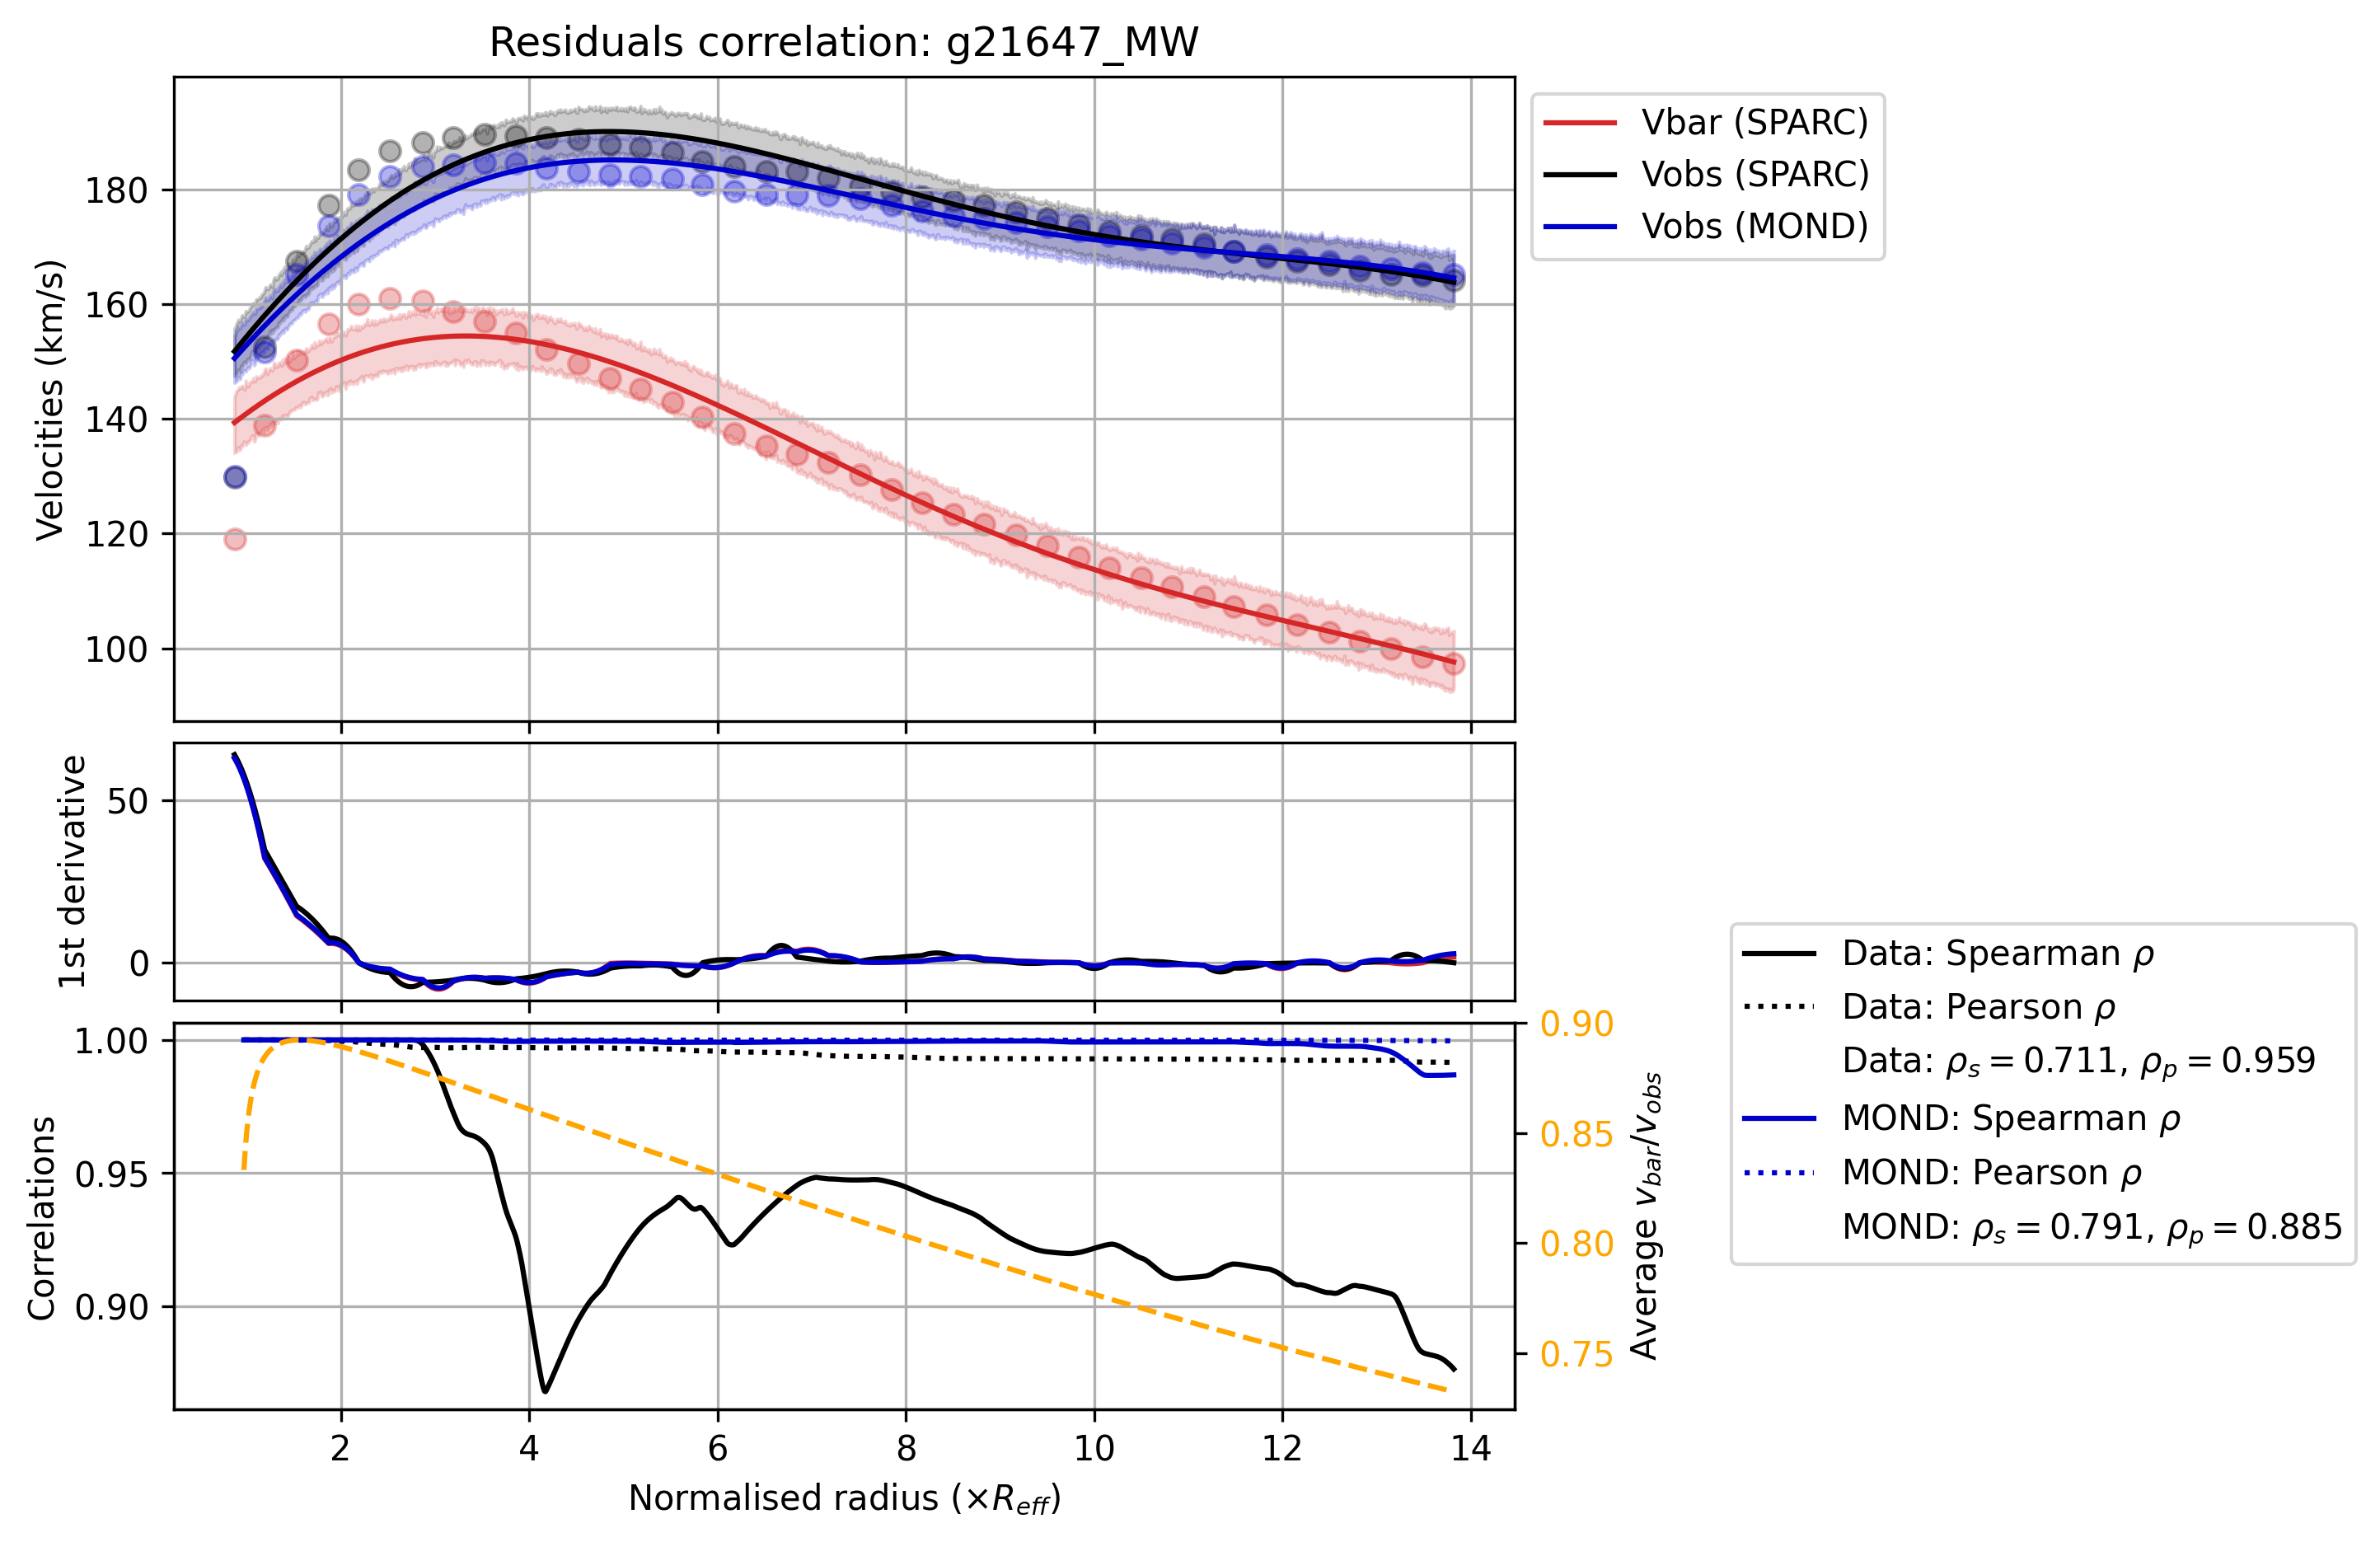 Residuals correlation: g21647_MW
Velocities (km/s)
180
160
140
120
100
Vbar (SPARC)
Vobs (SPARC)
Vobs (MOND)
1st derivative
50
0
Correlations
1.00
0.95
0.90
0.90
0.85
0.80
0.75
Average v_bar/v_obs
2 4 6 8 10 12 14
Normalised radius (×R_eff)
Data: Spearman ρ
Data: Pearson ρ
Data: ρ_s = 0.711, ρ_p = 0.959
MOND: Spearman ρ
MOND: Pearson ρ
MOND: ρ_s = 0.791, ρ_p = 0.885